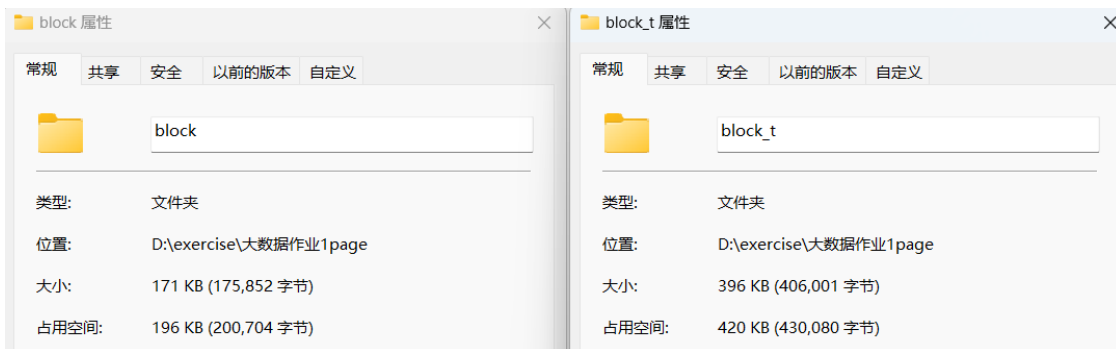 block 属性
常规 共享 安全 以前的版本 自定义
block
类型: 文件夹
位置: D:\exercise\大数据作业1page
大小: 171 KB (175,852 字节)
占用空间: 196 KB (200,704 字节)
block_t 属性
常规 共享 安全 以前的版本 自定义
block_t
类型: 文件夹
位置: D:\exercise\大数据作业1page
大小: 396 KB (406,001 字节)
占用空间: 420 KB (430,080 字节)